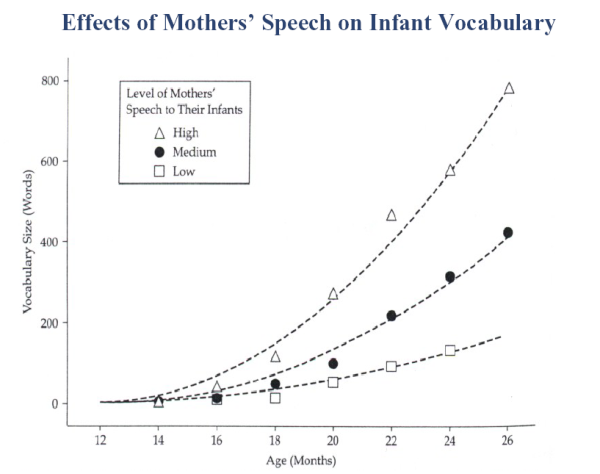 Effects of Mothers' Speech on Infant Vocabulary
800
600
400
200
0
Vocabulary Size (Words)
Level of Mothers'
Speech to Their Infants
High
Medium
Low
12 14 16 18 20 22 24 26
Age (Months)